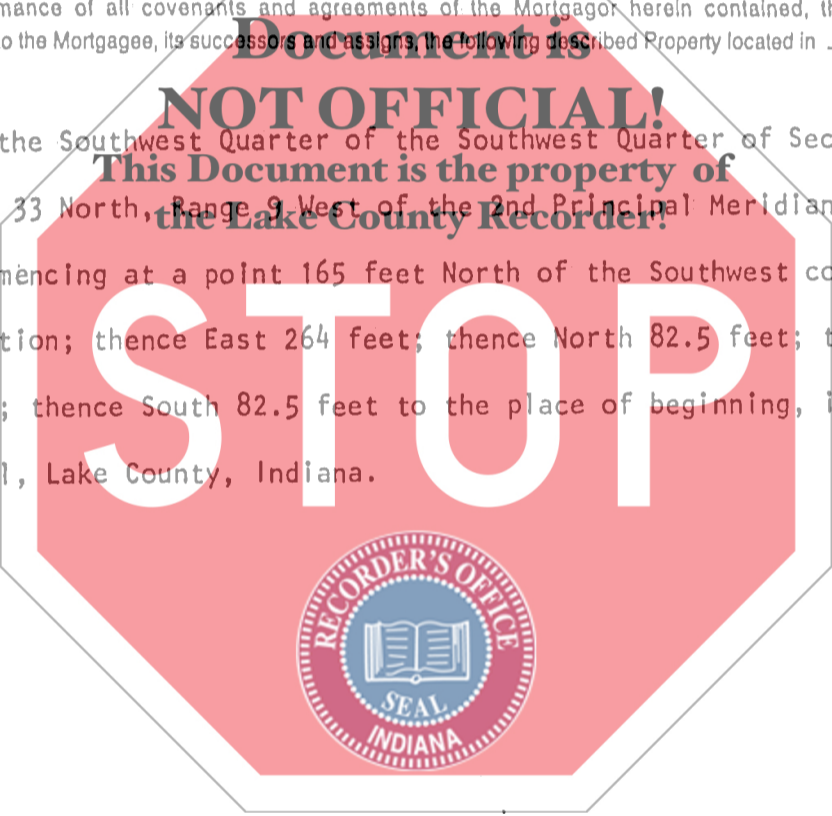 mance of all covenants and agreements of the Mortgagor herein contained,
o the Mortgagee, its successors and assigns, the following described Property located in
Document is
NOT OFFICIAL!
the Southwest Quarter of the Southwest Quarter of Sec
This Document is the property of
33 North, Range 9 West of the 2nd Principal Meridian
the Lake County Recorder!
mencing at a point 165 feet North of the Southwest co
tion; thence East 264 feet; thence North 82.5 feet; t
STOP
; thence South 82.5 feet to the place of beginning, i
l, Lake County, Indiana.
RECORDER'S OFFICE
SEAL
INDIANA